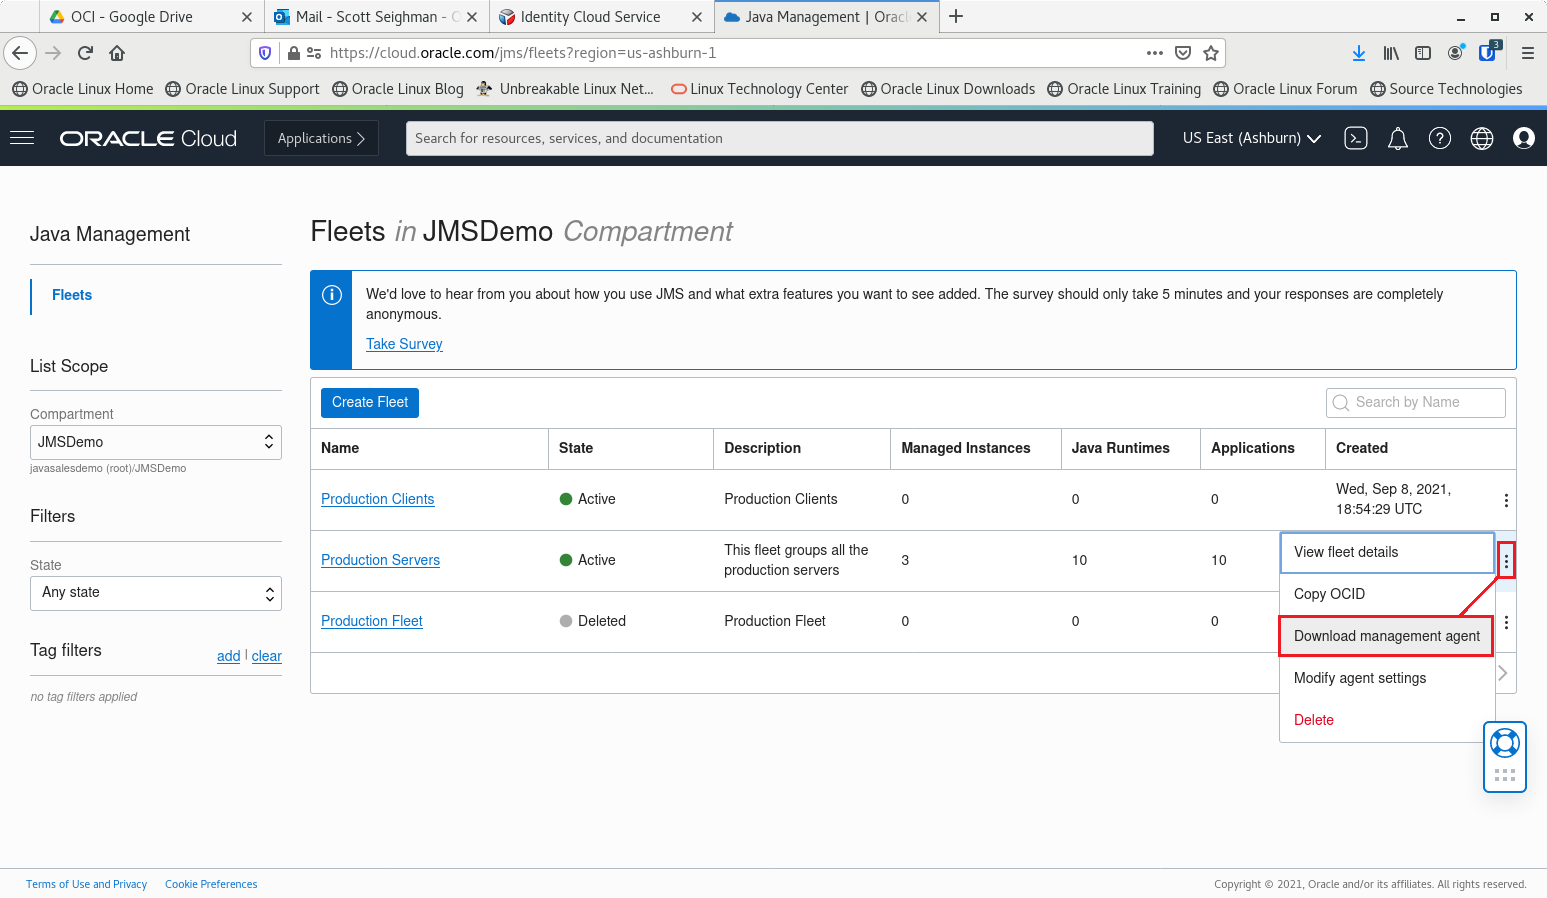 OCI - Google Drive
Mail - Scott Seighman - O
Identity Cloud Service
Java Management | Oracl
https://cloud.oracle.com/jms/fleets?region=us-ashburn-1
3
Oracle Linux Home
Oracle Linux Support
Oracle Linux Blog
Unbreakable Linux Net...
Linux Technology Center
Oracle Linux Downloads
Oracle Linux Training
Oracle Linux Forum
Source Technologies
ORACLE Cloud
Applications
Search for resources, services, and documentation
US East (Ashburn)
Java Management
Fleets
List Scope
Compartment
JMSDemo
javasalesdemo (root)/JMSDemo
Filters
State
Any state
Tag filters
add | clear
no tag filters applied
Fleets in JMSDemo Compartment
We'd love to hear from you about how you use JMS and what extra features you want to see added. The survey should only take 5 minutes and your responses are completely
anonymous.
Take Survey
Create Fleet
Search by Name
Name State Description Managed Instances Java Runtimes Applications Created
Production Clients Active Production Clients 0 0 0 Wed, Sep 8, 2021,
18:54:29 UTC
Production Servers Active This fleet groups all the
production servers 3 10 10
Production Fleet Deleted Production Fleet 0 0 0
View fleet details
Copy OCID
Download management agent
Modify agent settings
Delete
Terms of Use and Privacy
Cookie Preferences
Copyright © 2021, Oracle and/or its affiliates. All rights reserved.